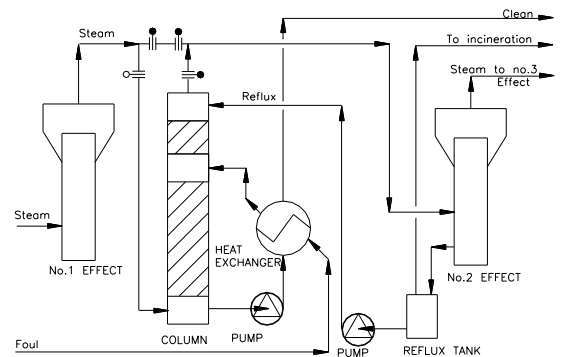 Clean
Steam
To incineration
Steam to no.3
Effect
Reflux
Steam
HEAT
EXCHANGER
No.1 EFFECT
No.2 EFFECT
Foul
COLUMN
PUMP
PUMP
REFLUX TANK